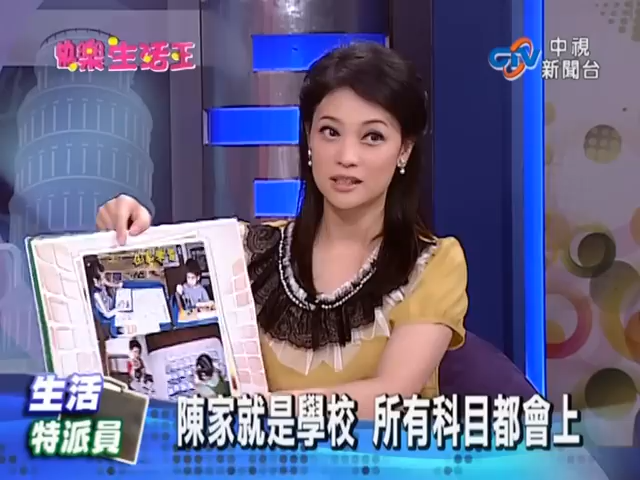 快樂生活王
CTV
中視
新聞台
生活
特派員
陳家就是學校 所有科目都會上